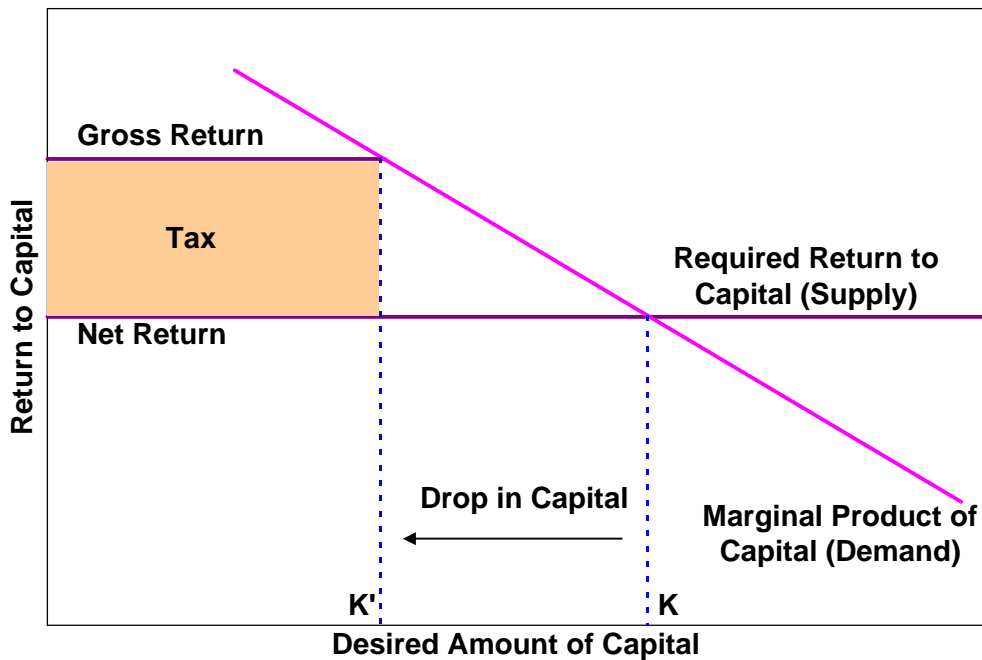 Return to Capital
Gross Return
Tax
Net Return
Required Return to
Capital (Supply)
Drop in Capital
Marginal Product of
Capital (Demand)
K'
K
Desired Amount of Capital